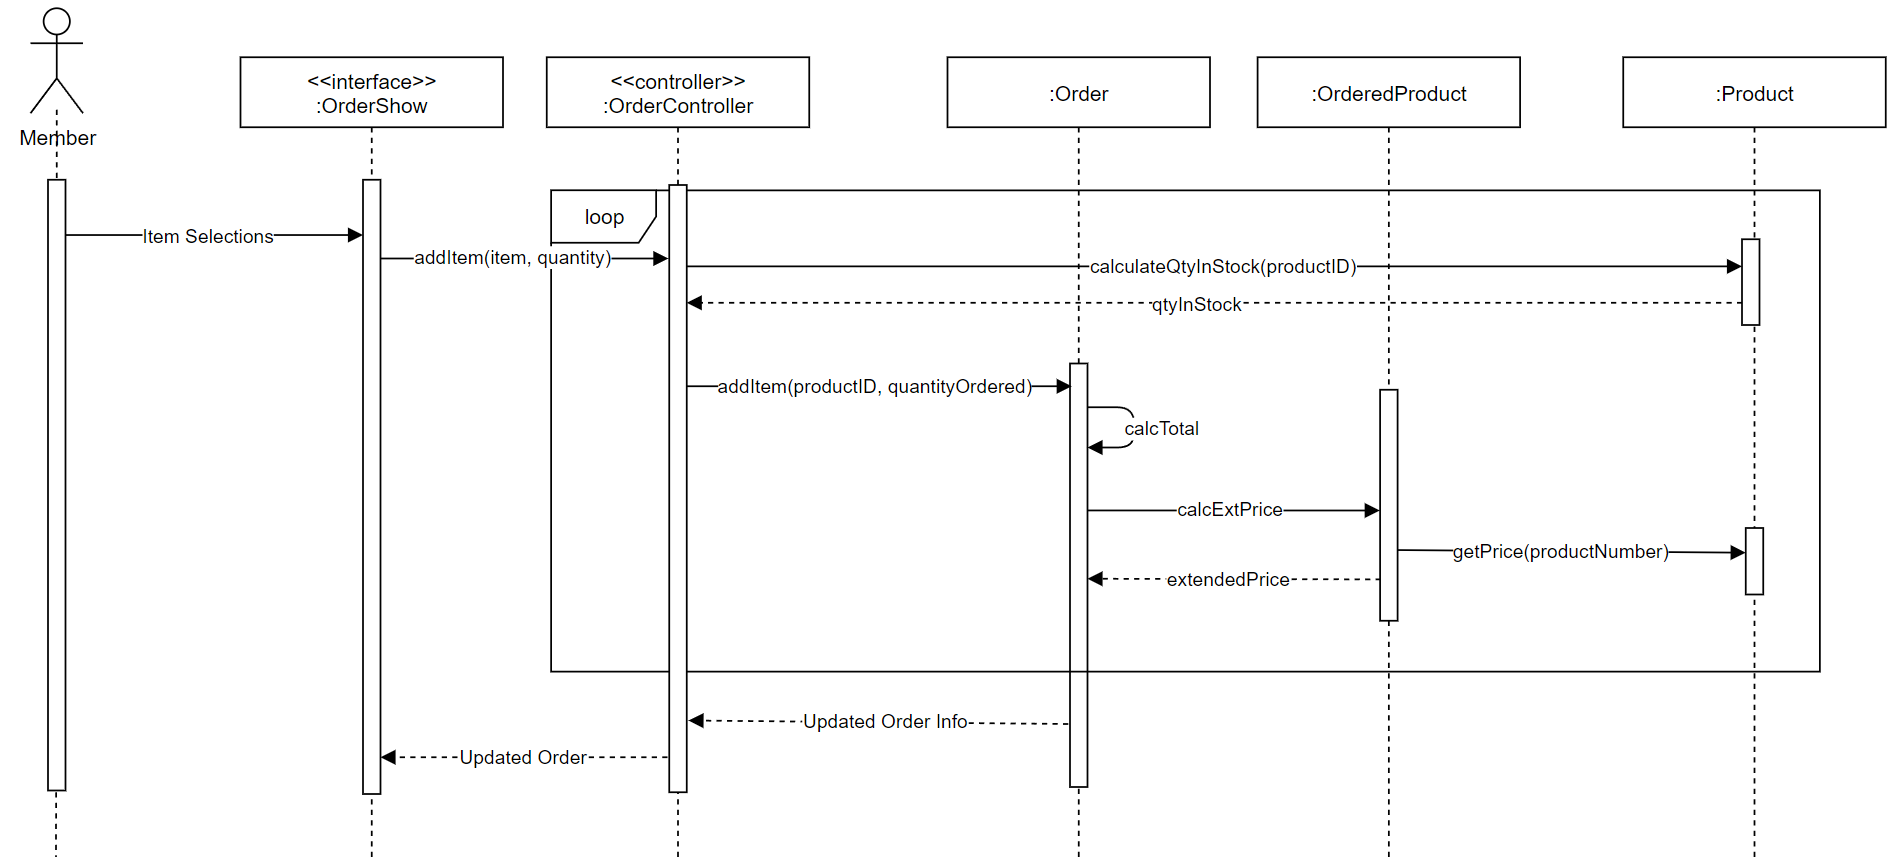 Member
<<interface>>
:OrderShow
<<controller>>
:OrderController
:Order
:OrderedProduct
:Product
loop
Item Selections
addItem(item, quantity)
calculateQtyInStock(productID)
qtyInStock
addItem(productID, quantityOrdered)
calcTotal
calcExtPrice
getPrice(productNumber)
extendedPrice
Updated Order Info
Updated Order